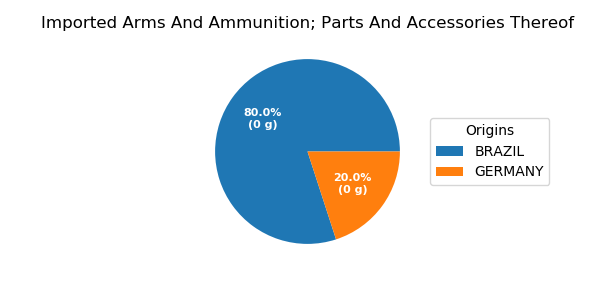 Imported Arms And Ammunition; Parts And Accessories Thereof
80.0%
(0 g)
20.0%
(0 g)
Origins
BRAZIL
GERMANY